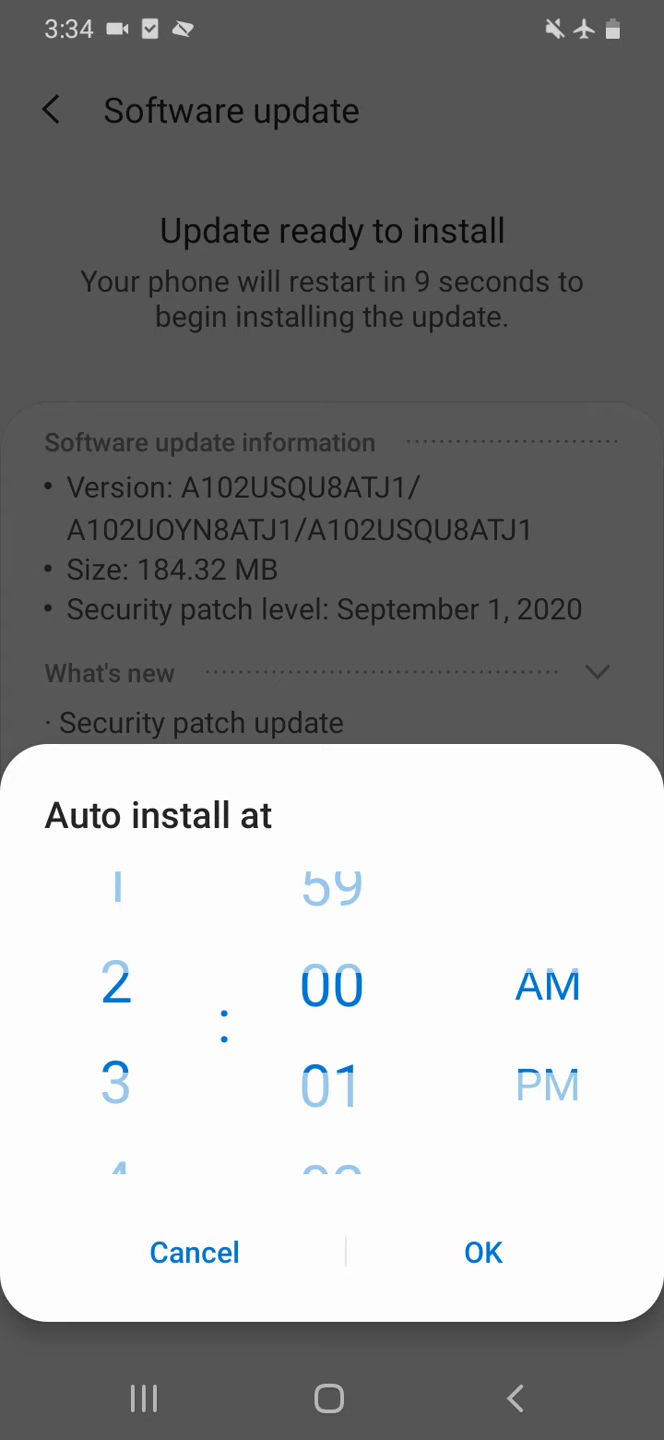 3:34
Software update
Update ready to install
Your phone will restart in 9 seconds to
begin installing the update.
Software update information
• Version: A102USQU8ATJ1/
A102UOYN8ATJ1/A102USQU8ATJ1
• Size: 184.32 MB
• Security patch level: September 1, 2020
What's new
· Security patch update
Auto install at
1 59
2 : 00 AM
3 01 PM
4
Cancel OK